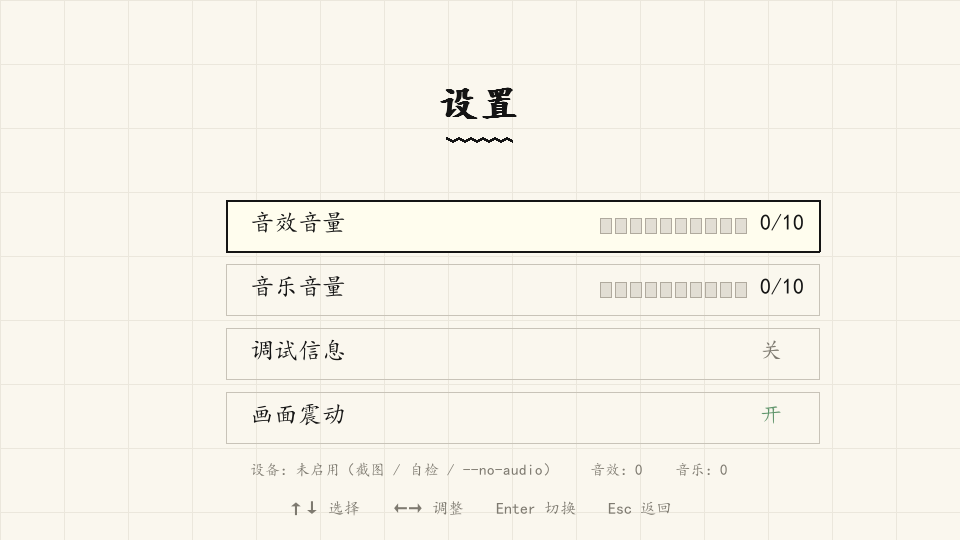 设置
音效音量 0/10
音乐音量 0/10
调试信息 关
画面震动 开
设备: 未启用 (截图 / 自检 / --no-audio) 音效: 0 音乐: 0
↑↓ 选择 ←→ 调整 Enter 切换 Esc 返回